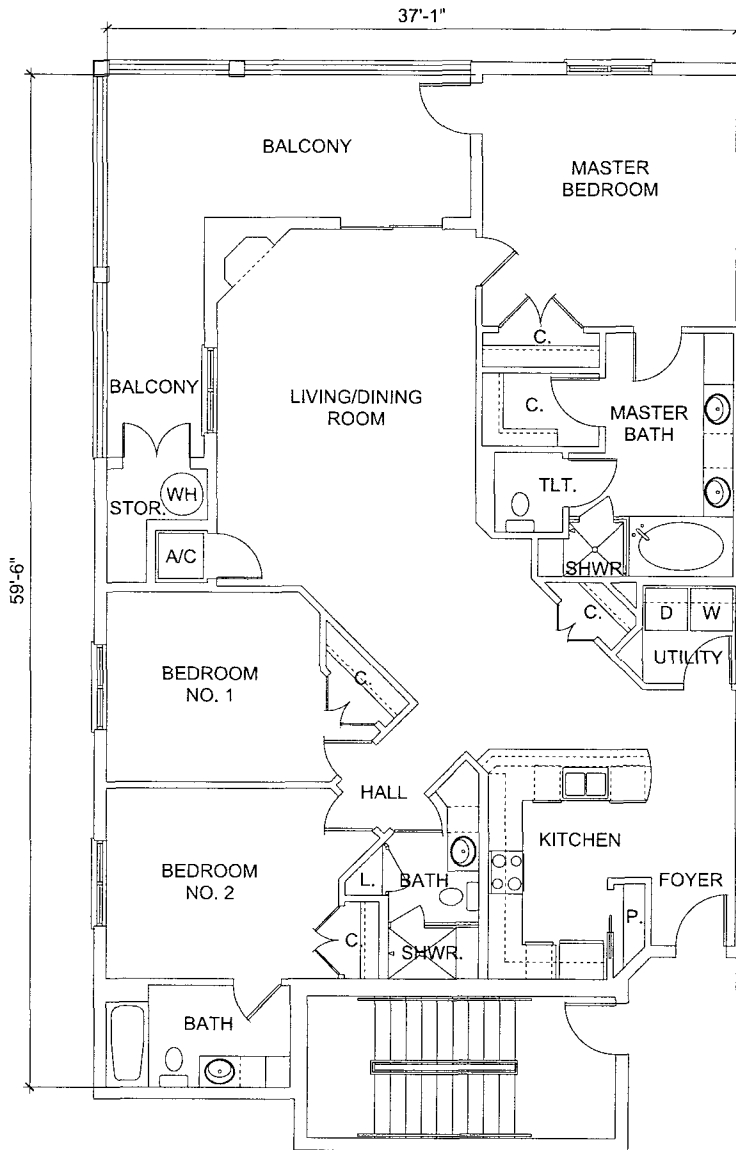 37'-1"
BALCONY
MASTER
BEDROOM
C.
BALCONY
LIVING/DINING
ROOM
C.
MASTER
BATH
STOR.
WH
TLT.
A/C
SHWR.
59'-6"
C.
D
W
UTILITY
BEDROOM
NO. 1
C.
HALL
KITCHEN
BEDROOM
NO. 2
L.
BATH
FOYER
P.
C.
SHWR.
BATH